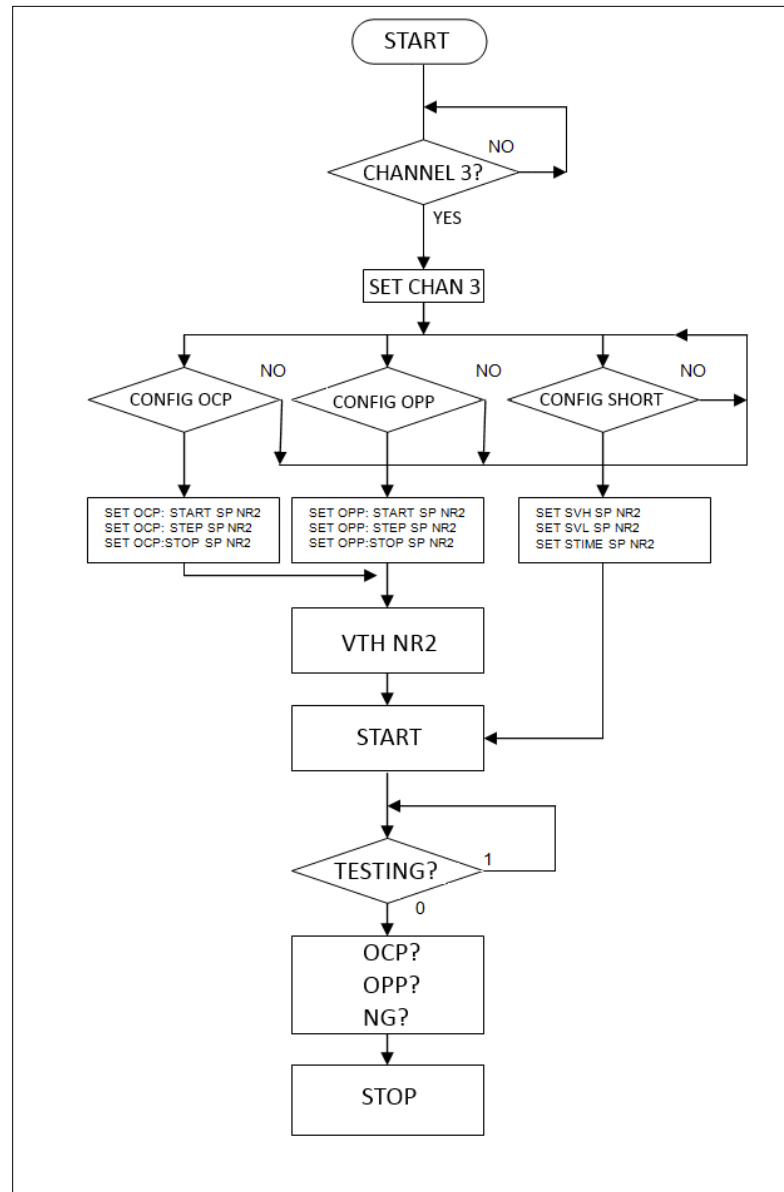 START
NO
CHANNEL 3?
YES
SET CHAN 3
NO
NO
NO
CONFIG OCP
CONFIG OPP
CONFIG SHORT
SET OCP: START SP NR2
SET OCP: STEP SP NR2
SET OCP:STOP SP NR2
SET OPP: START SP NR2
SET OPP: STEP SP NR2
SET OPP:STOP SP NR2
SET SVH SP NR2
SET SVL SP NR2
SET STIME SP NR2
VTH NR2
START
TESTING?
1
0
OCP?
OPP?
NG?
STOP